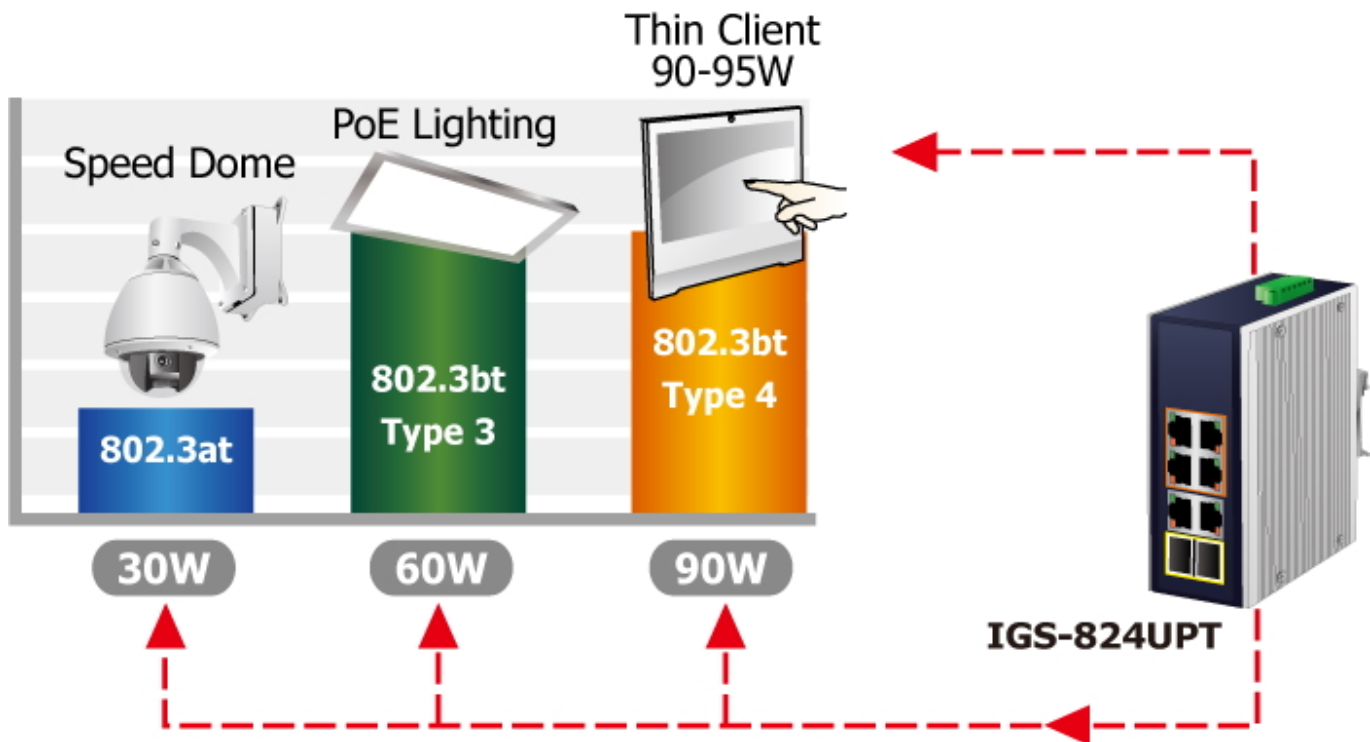 Thin Client
90-95W
PoE Lighting
Speed Dome
802.3at
802.3bt
Type 3
802.3bt
Type 4
30W
60W
90W
IGS-824UPT